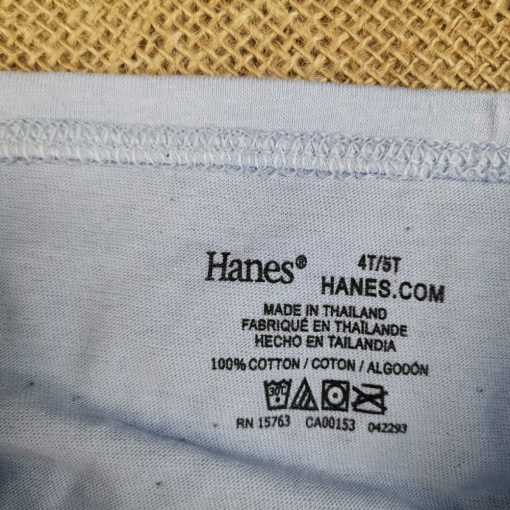 Hanes® 4T/5T
HANES.COM
MADE IN THAILAND
FABRIQUÉ EN THAÏLANDE
HECHO EN TAILANDIA
100% COTTON / COTON / ALGODÓN
30C
RN 15763 CA00153 042293